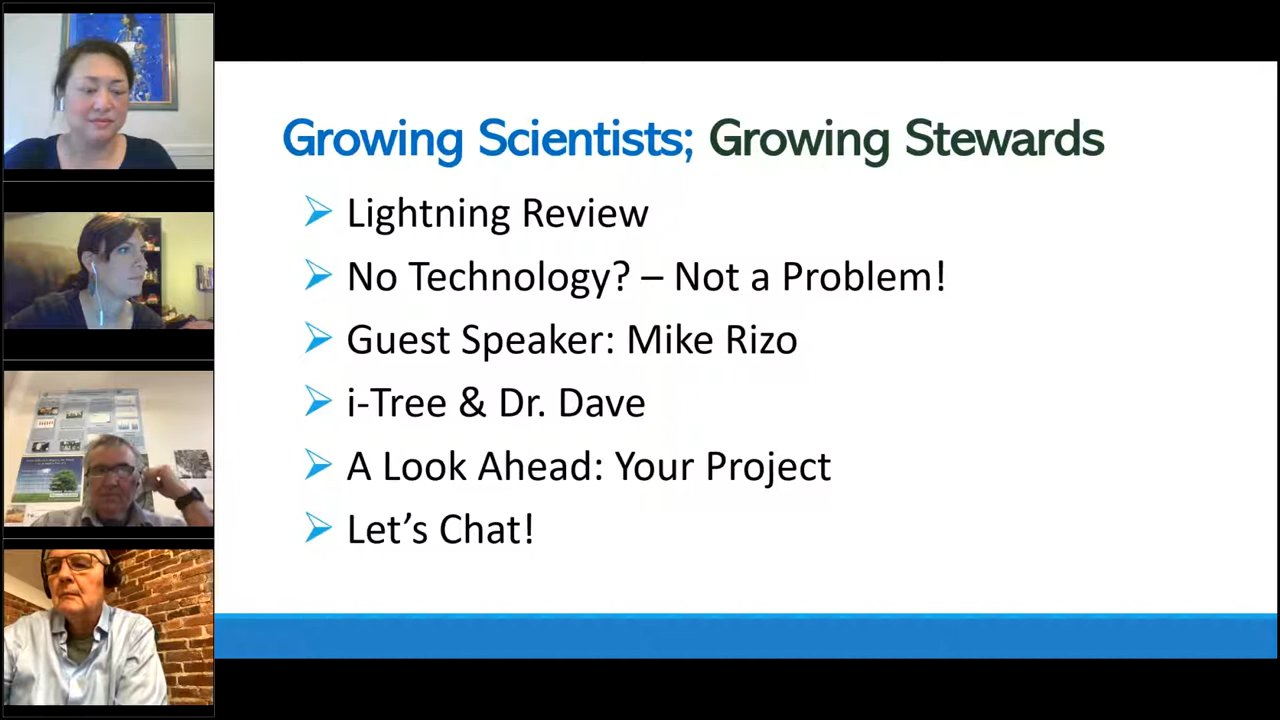 Growing Scientists; Growing Stewards
Lightning Review
No Technology? – Not a Problem!
Guest Speaker: Mike Rizo
i-Tree & Dr. Dave
A Look Ahead: Your Project
Let’s Chat!